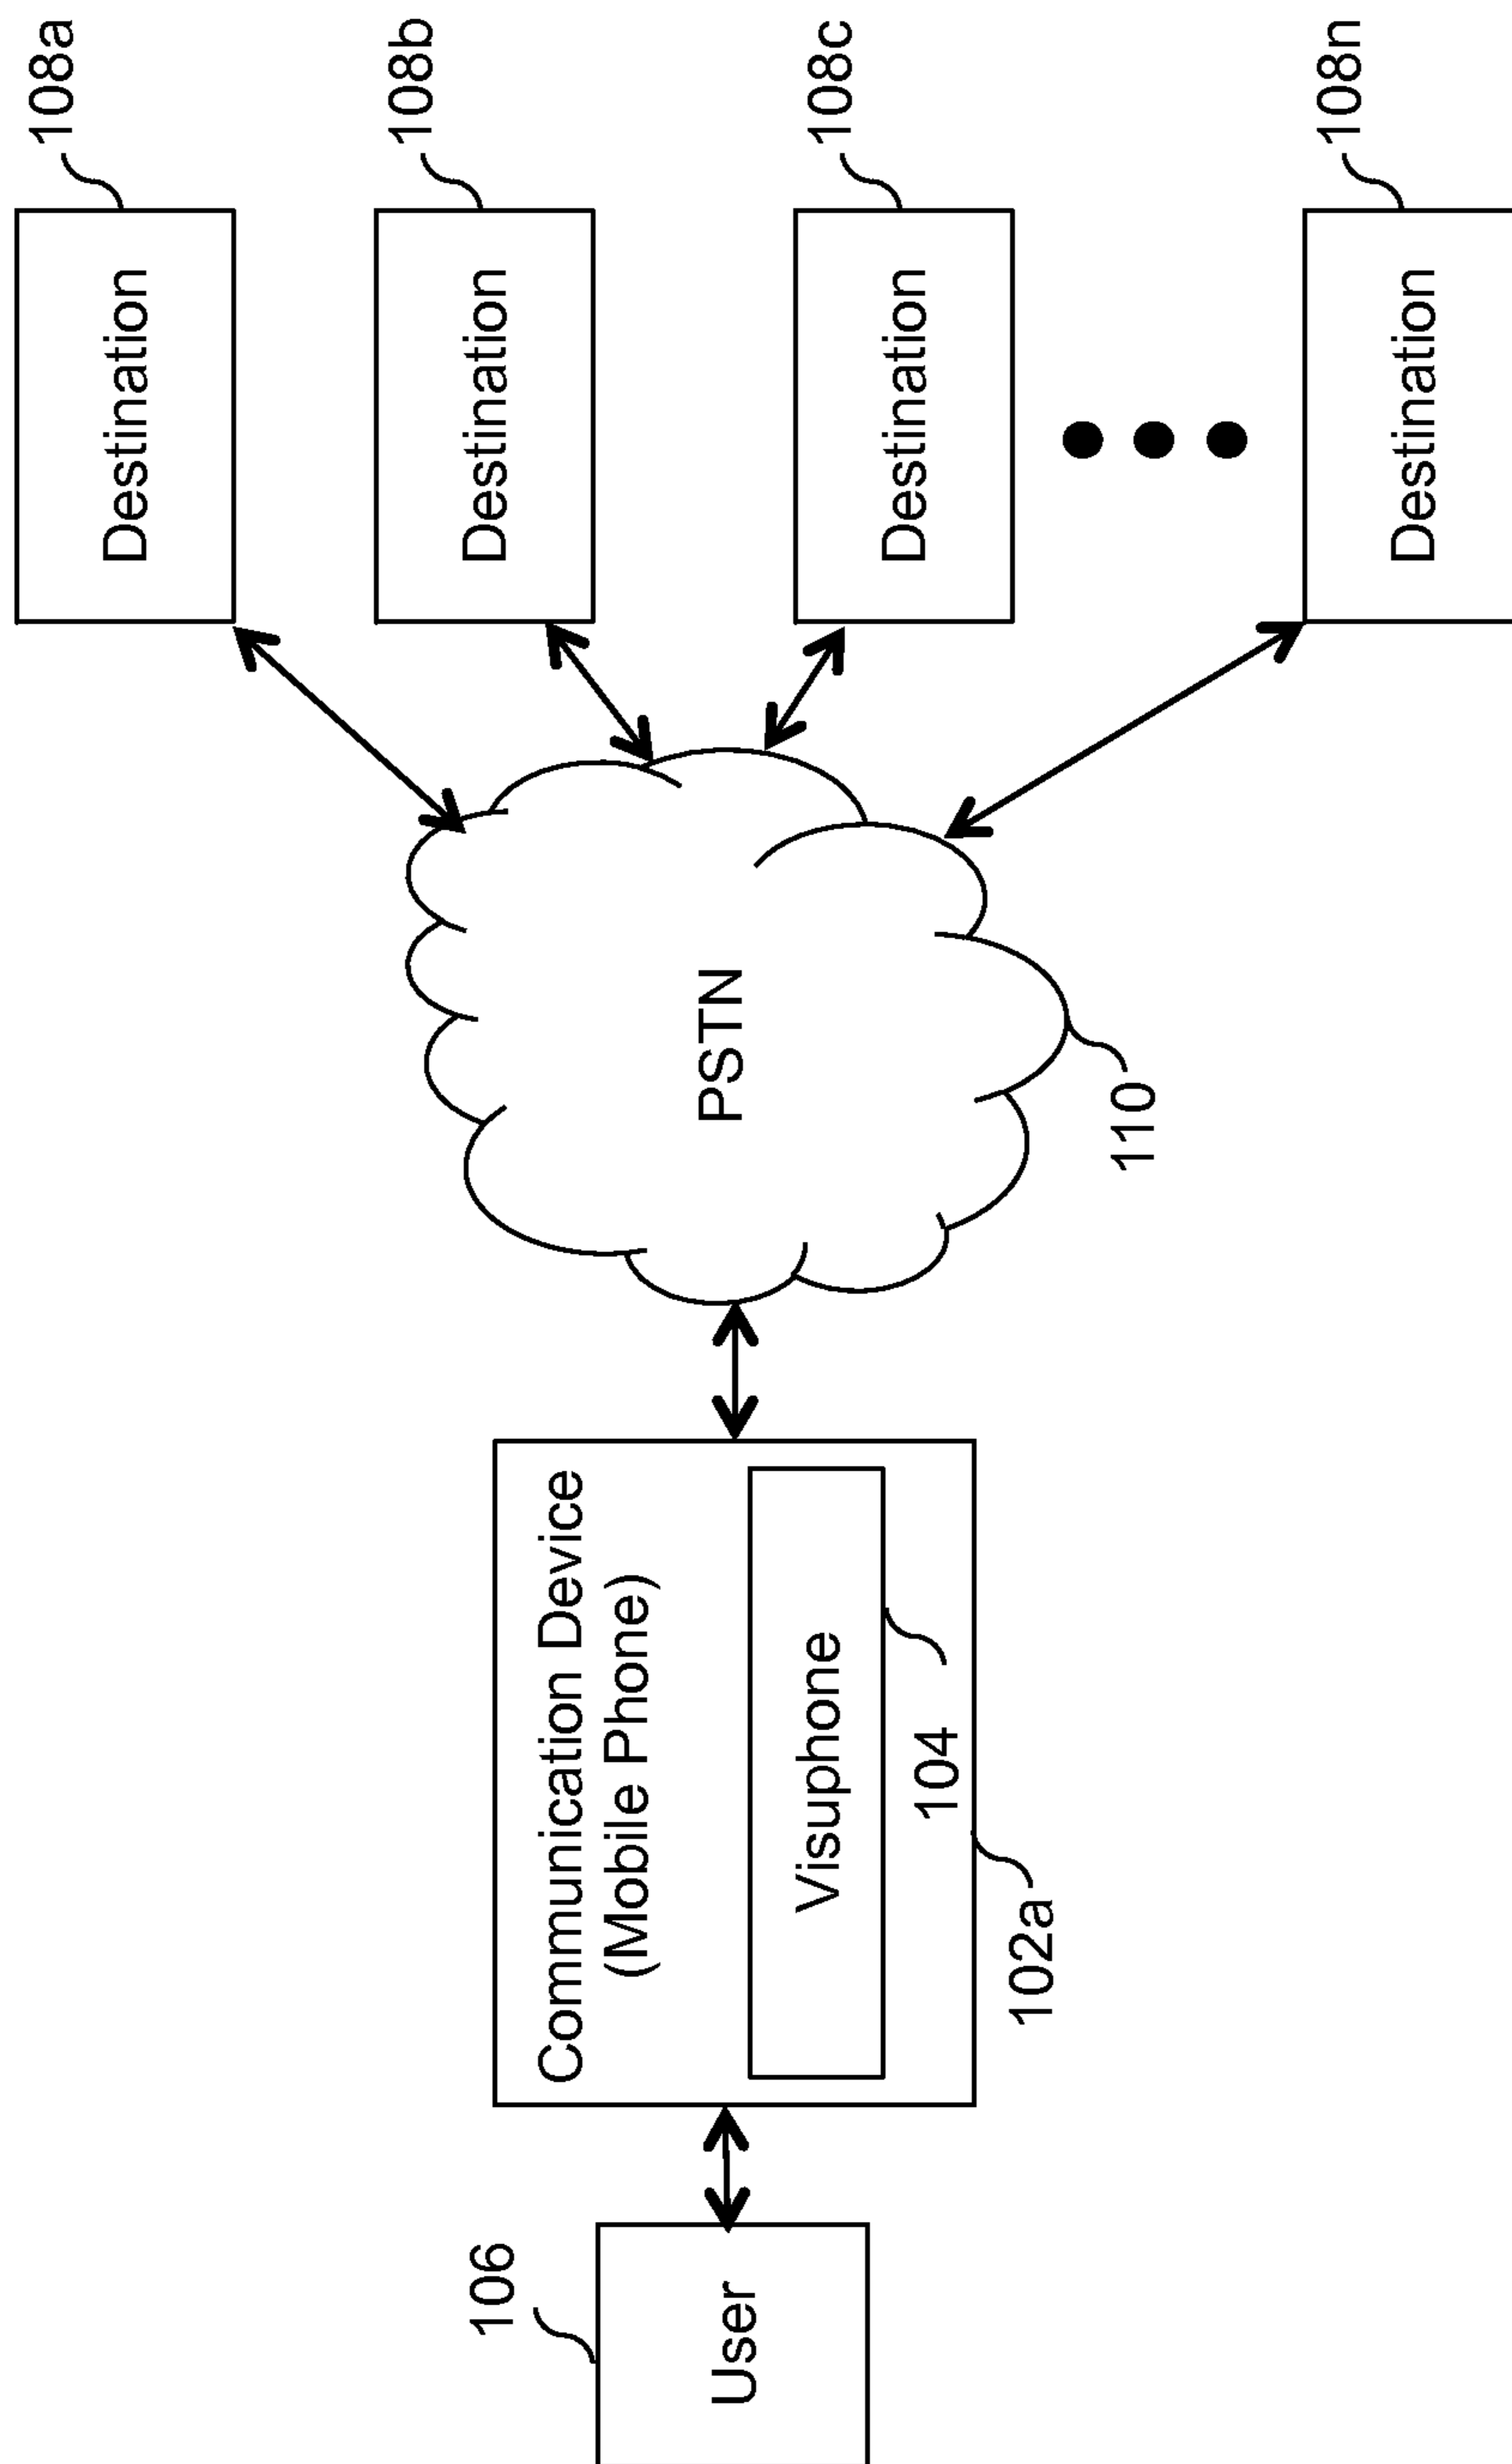 106
User
Communication Device
(Mobile Phone)
Visuphone
104
102a
PSTN
110
Destination
108a
Destination
108b
Destination
108c
Destination
108n